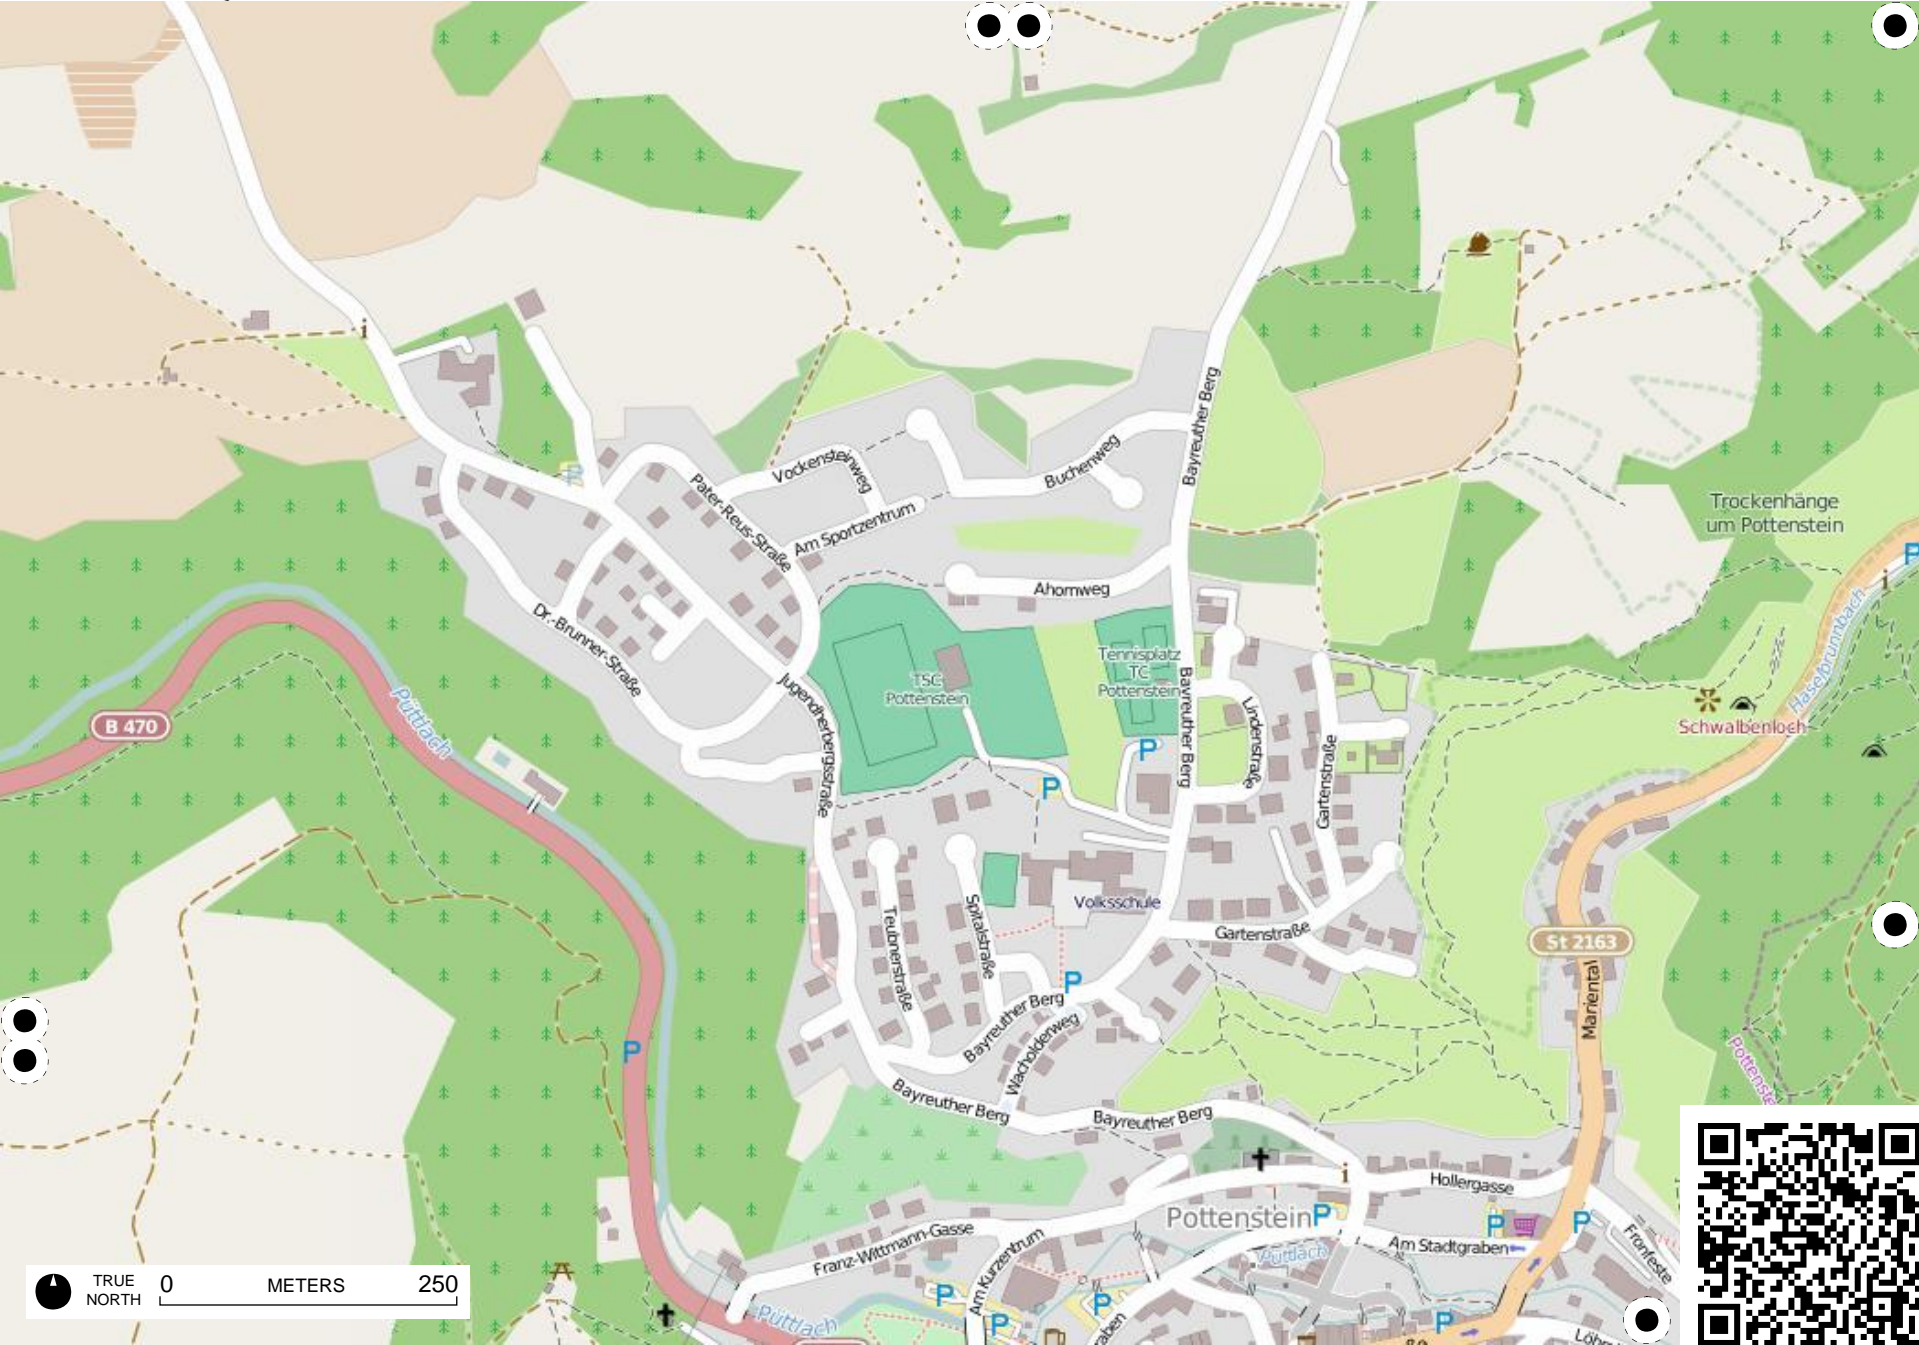 i
Bayreuther Berg
P
Vockensteinweg
Buchenweg
Pater-Reus-Straße
Am Sportzentrum
Trockenhänge
um Pottenstein
P
i
Ahornweg
Dr.-Brunner-Straße
Haselbrunnbach
Tennisplatz
TC
Pottenstein
TSC
Pottenstein
Jugendherbergsstraße
Bayreuther Berg
Lindenstraße
Gartenstraße
Schwalbenloch
B 470
Püttlach
P
P
Volksschule
Teubnerstraße
Spitalstraße
Gartenstraße
St 2163
Mariental
P
P
Bayreuther Berg
Wacholderweg
Bayreuther Berg
Bayreuther Berg
i
Hollergasse
Pottenstein
P
P
P
Franz-Wittmann-Gasse
Am Kurzentrum
Püttlach
Am Stadtgraben
Fronfeste
P
P
P
P
Püttlach
TRUE
NORTH
0
METERS
250